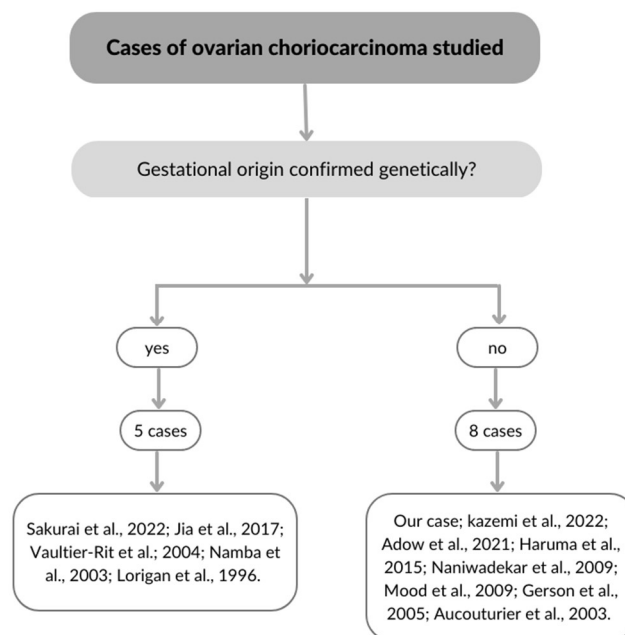 Cases of ovarian choriocarcinoma studied
Gestational origin confirmed genetically?
yes
no
5 cases
8 cases
Sakurai et al., 2022; Jia et al., 2017;
Vaultier-Rit et al.; 2004; Namba et
al., 2003; Lorigan et al., 1996.
Our case; kazemi et al., 2022;
Adow et al., 2021; Haruma et al.,
2015; Naniwadekar et al., 2009;
Mood et al., 2009; Gerson et al.,
2005; Aucouturier et al., 2003.